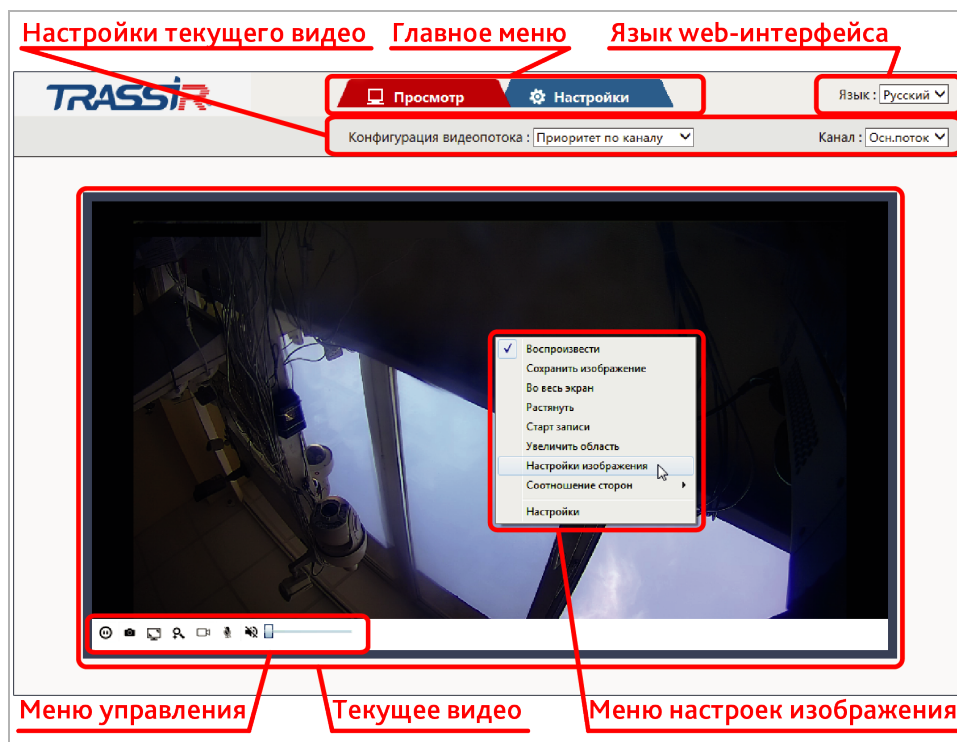 Настройки текущего видео Главное меню Язык web-интерфейса
TRASSIR Просмотр Настройки Язык : Русский
Конфигурация видеопотока : Приоритет по каналу Канал : Осн.поток
Воспроизвести
Сохранить изображение
Во весь экран
Растянуть
Старт записи
Увеличить область
Настройки изображения
Соотношение сторон
Настройки
Меню управления Текущее видео Меню настроек изображения